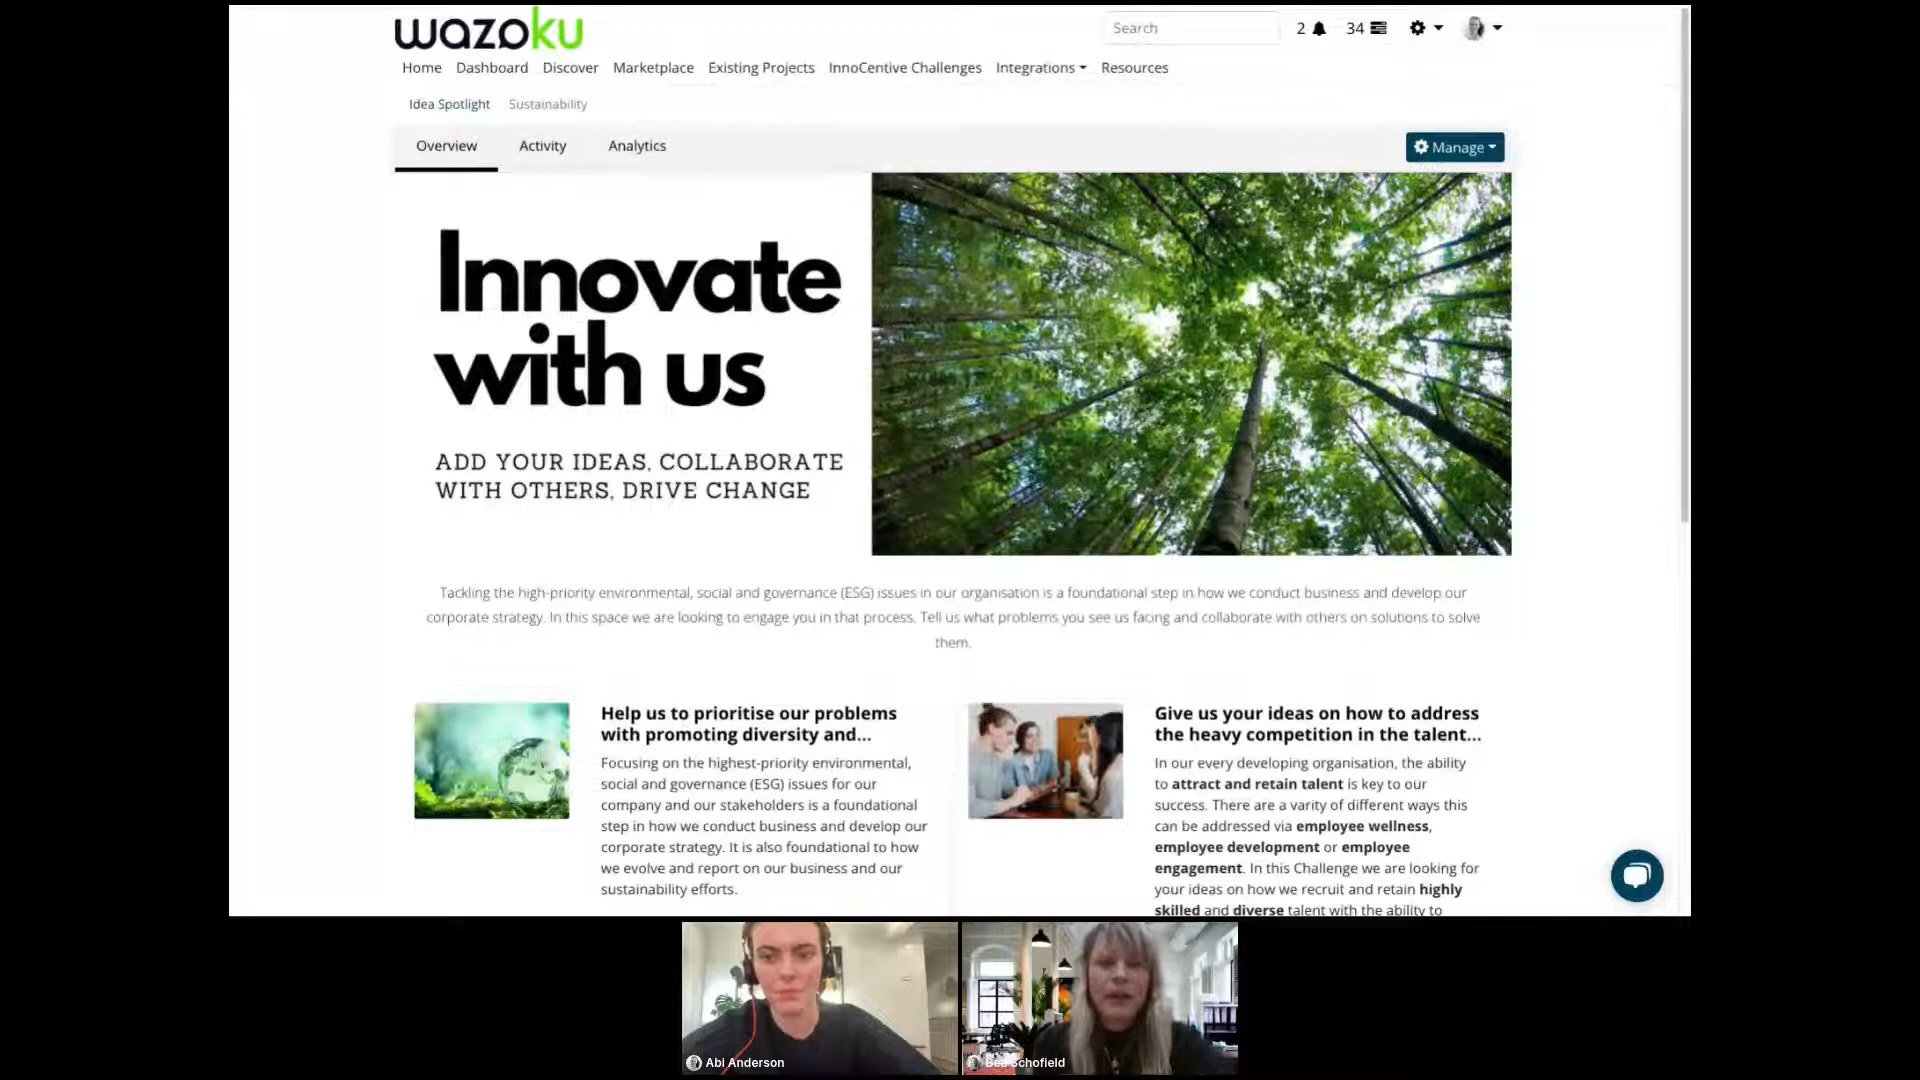 wazoku
Search
2
34
Home Dashboard Discover Marketplace Existing Projects InnoCentive Challenges Integrations Resources
Idea Spotlight Sustainability
Overview Activity Analytics
Manage
Innovate
with us
ADD YOUR IDEAS, COLLABORATE
WITH OTHERS, DRIVE CHANGE
Tackling the high-priority environmental, social and governance (ESG) issues in our organisation is a foundational step in how we conduct business and develop our
corporate strategy. In this space we are looking to engage you in that process. Tell us what problems you see us facing and collaborate with others on solutions to solve
them.
Help us to prioritise our problems
with promoting diversity and...
Focusing on the highest-priority environmental,
social and governance (ESG) issues for our
company and our stakeholders is a foundational
step in how we conduct business and develop our
corporate strategy. It is also foundational to how
we evolve and report on our business and our
sustainability efforts.
Give us your ideas on how to address
the heavy competition in the talent...
In our every developing organisation, the ability
to attract and retain talent is key to our
success. There are a varity of different ways this
can be addressed via employee wellness,
employee development or employee
engagement. In this Challenge we are looking for
your ideas on how we recruit and retain highly
skilled and diverse talent with the ability to
Abi Anderson
Bea Schofield